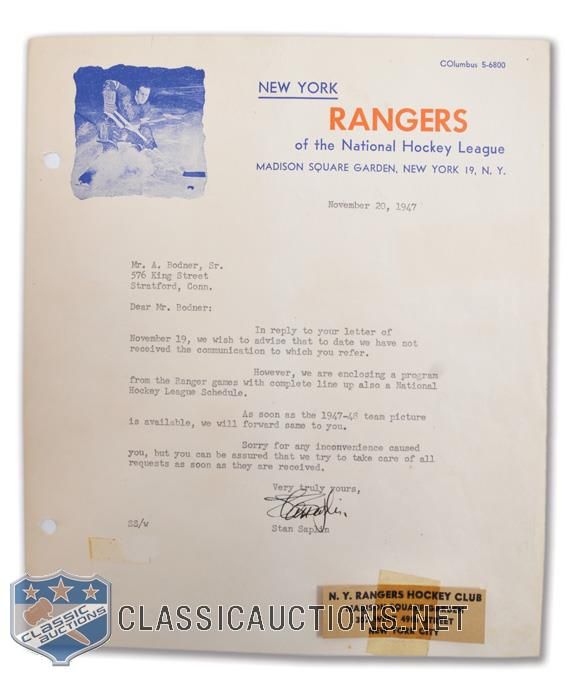 COlumbus 5-6800
NEW YORK
RANGERS
of the National Hockey League
MADISON SQUARE GARDEN, NEW YORK 19, N. Y.
November 20, 1947
Mr. A. Bodner, Sr.
576 King Street
Stratford, Conn.
Dear Mr. Bodner:
In reply to your letter of
November 19, we wish to advise that to date we have not
received the communication to which you refer.
However, we are enclosing a program
from the Ranger games with complete line up also a National
Hockey League Schedule.
As soon as the 1947-48 team picture
is available, we will forward same to you.
Sorry for any inconvenience caused
you, but you can be assured that we try to take care of all
requests as soon as they are received.
Very truly yours,
SS/w
Stan Saplin
N. Y. RANGERS HOCKEY CLUB
MADISON SQUARE GARDEN
49th STREET
NEW YORK CITY
CLASSIC
AUCTIONS
CLASSICAUCTIONS.NET